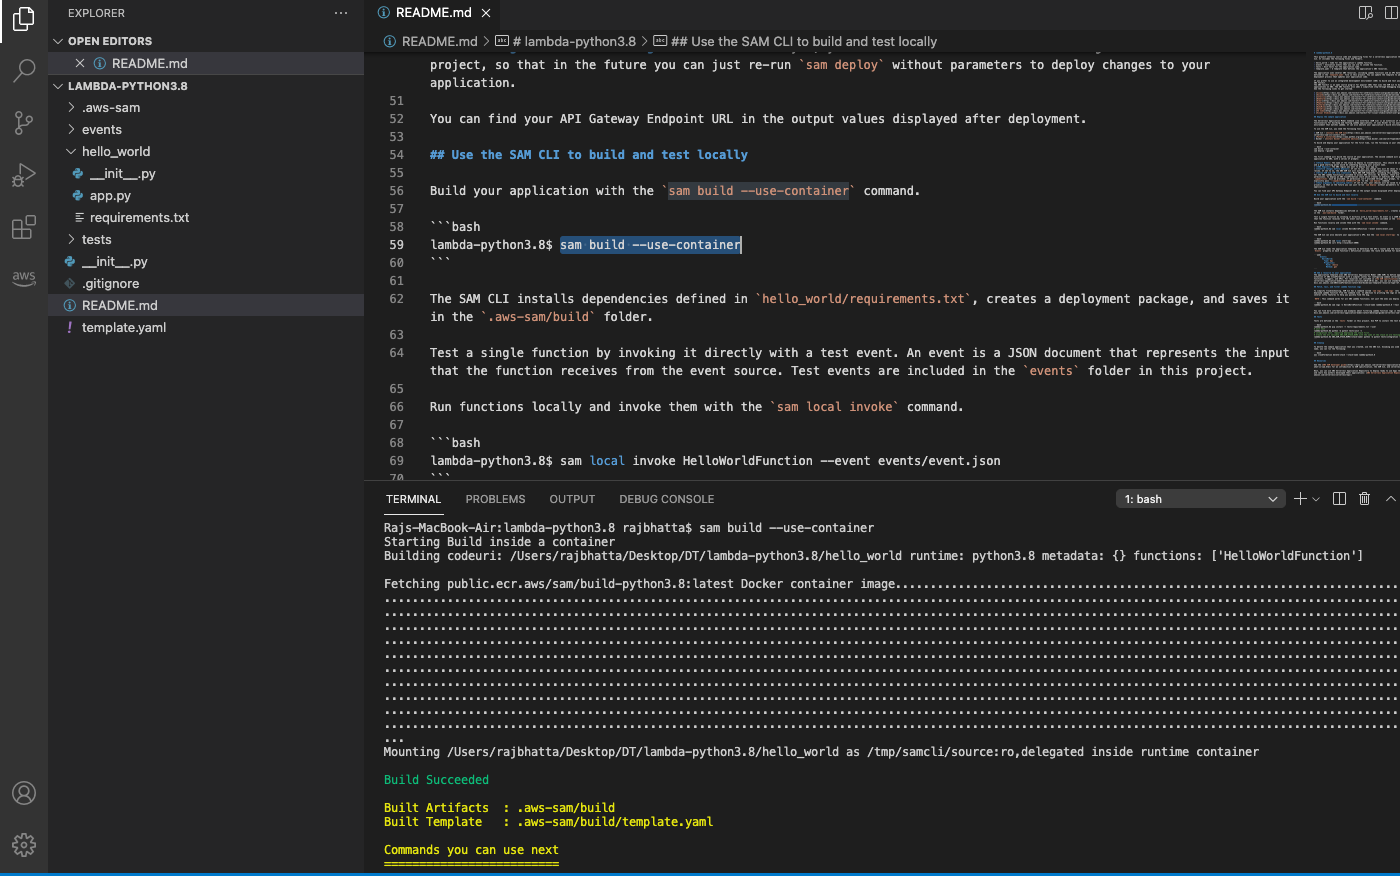 EXPLORER
OPEN EDITORS
README.md
LAMBDA-PYTHON3.8
.aws-sam
events
hello_world
__init__.py
app.py
requirements.txt
tests
__init__.py
.gitignore
README.md
template.yaml
aws
README.md
README.md > # lambda-python3.8 > ## Use the SAM CLI to build and test locally
project, so that in the future you can just re-run `sam deploy` without parameters to deploy changes to your
application.
51
52 You can find your API Gateway Endpoint URL in the output values displayed after deployment.
53
54 ## Use the SAM CLI to build and test locally
55
56 Build your application with the `sam build --use-container` command.
57
58 ```bash
59 lambda-python3.8$ sam build --use-container
60 ```
61
62 The SAM CLI installs dependencies defined in `hello_world/requirements.txt`, creates a deployment package, and saves it
in the `.aws-sam/build` folder.
63
64 Test a single function by invoking it directly with a test event. An event is a JSON document that represents the input
that the function receives from the event source. Test events are included in the `events` folder in this project.
65
66 Run functions locally and invoke them with the `sam local invoke` command.
67
68 ```bash
69 lambda-python3.8$ sam local invoke HelloWorldFunction --event events/event.json
70 ```
TERMINAL PROBLEMS OUTPUT DEBUG CONSOLE 1: bash
Rajs-MacBook-Air:lambda-python3.8 rajbhatta$ sam build --use-container
Starting Build inside a container
Building codeuri: /Users/rajbhatta/Desktop/DT/lambda-python3.8/hello_world runtime: python3.8 metadata: {} functions: ['HelloWorldFunction']
Fetching public.ecr.aws/sam/build-python3.8:latest Docker container image......
...
Mounting /Users/rajbhatta/Desktop/DT/lambda-python3.8/hello_world as /tmp/samcli/source:ro,delegated inside runtime container
Build Succeeded
Built Artifacts  : .aws-sam/build
Built Template   : .aws-sam/build/template.yaml
Commands you can use next
=========================